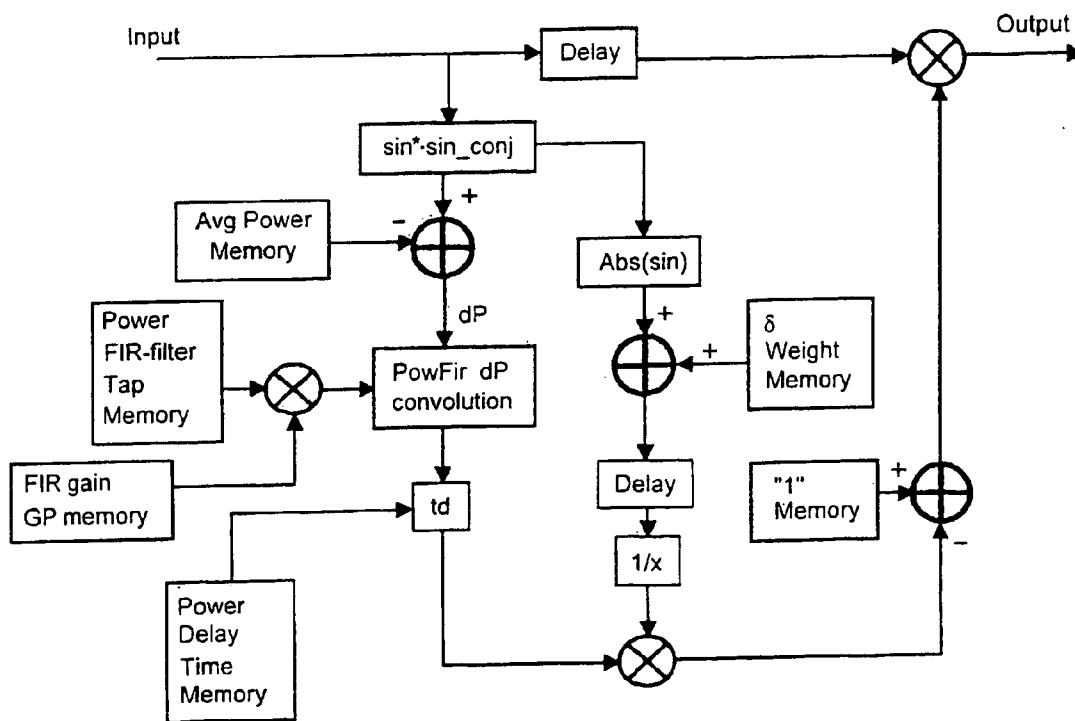 Input
Output
Delay
sin*·sin_conj
+
Avg Power
Memory
−
Abs(sin)
dP
+
Power
FIR-filter
Tap
Memory
PowFir dP
convolution
+
δ
Weight
Memory
FIR gain
GP memory
td
Delay
"1"
Memory
+
−
1/x
Power
Delay
Time
Memory